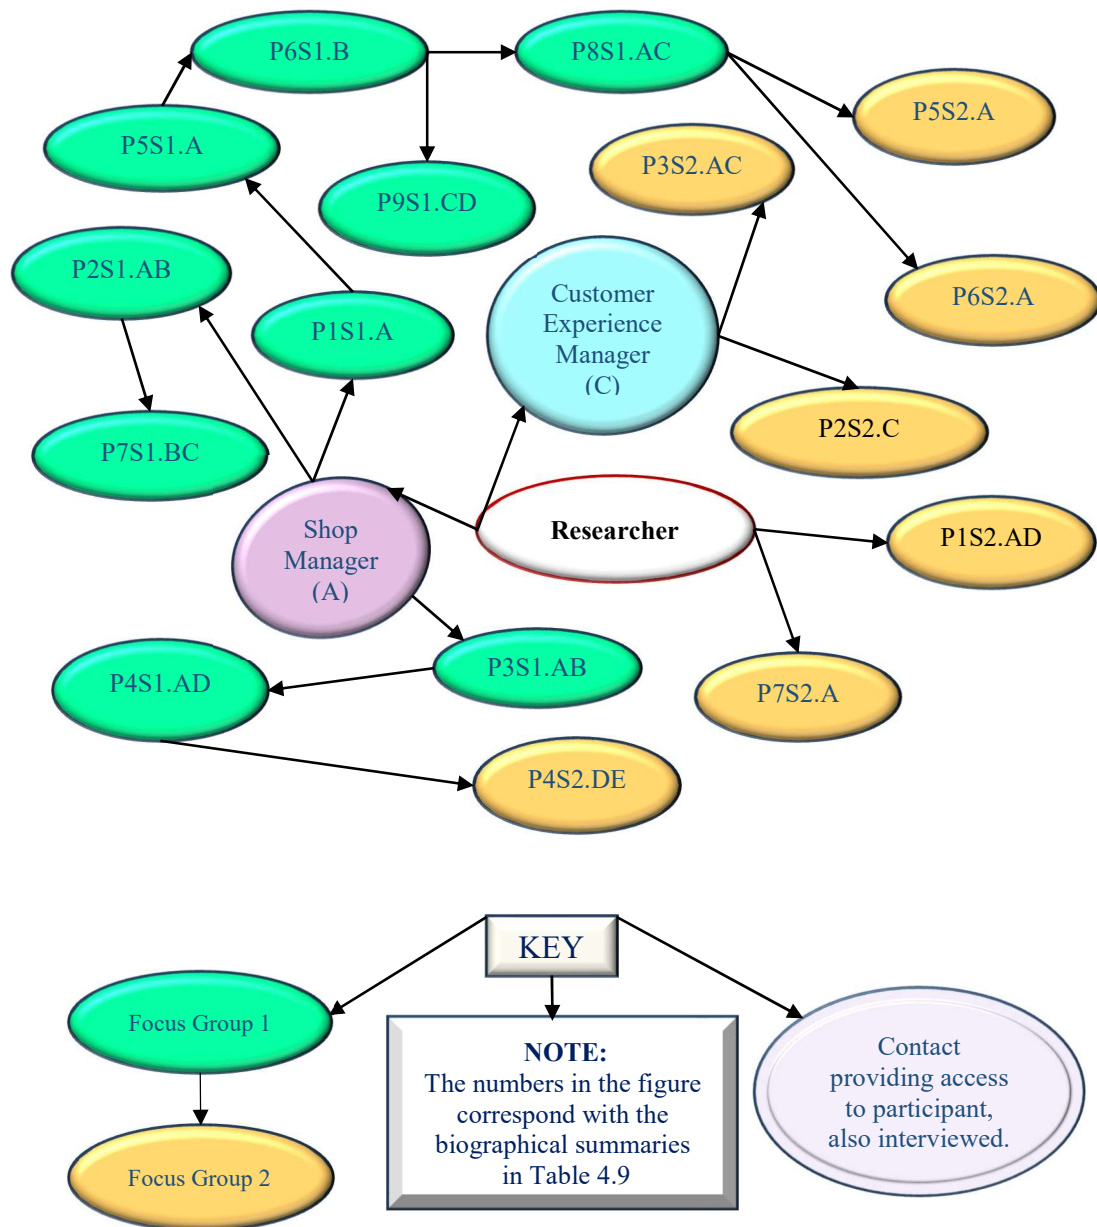 P6S1.B
P8S1.AC
P5S2.A
P5S1.A
P3S2.AC
P9S1.CD
P2S1.AB
P1S1.A
Customer
Experience
Manager
(C)
P6S2.A
P7S1.BC
P2S2.C
Shop
Manager
(A)
Researcher
P1S2.AD
P4S1.AD
P3S1.AB
P7S2.A
P4S2.DE
KEY
Focus Group 1
NOTE:
The numbers in the figure
correspond with the
biographical summaries
in Table 4.9
Contact
providing access
to participant,
also interviewed.
Focus Group 2